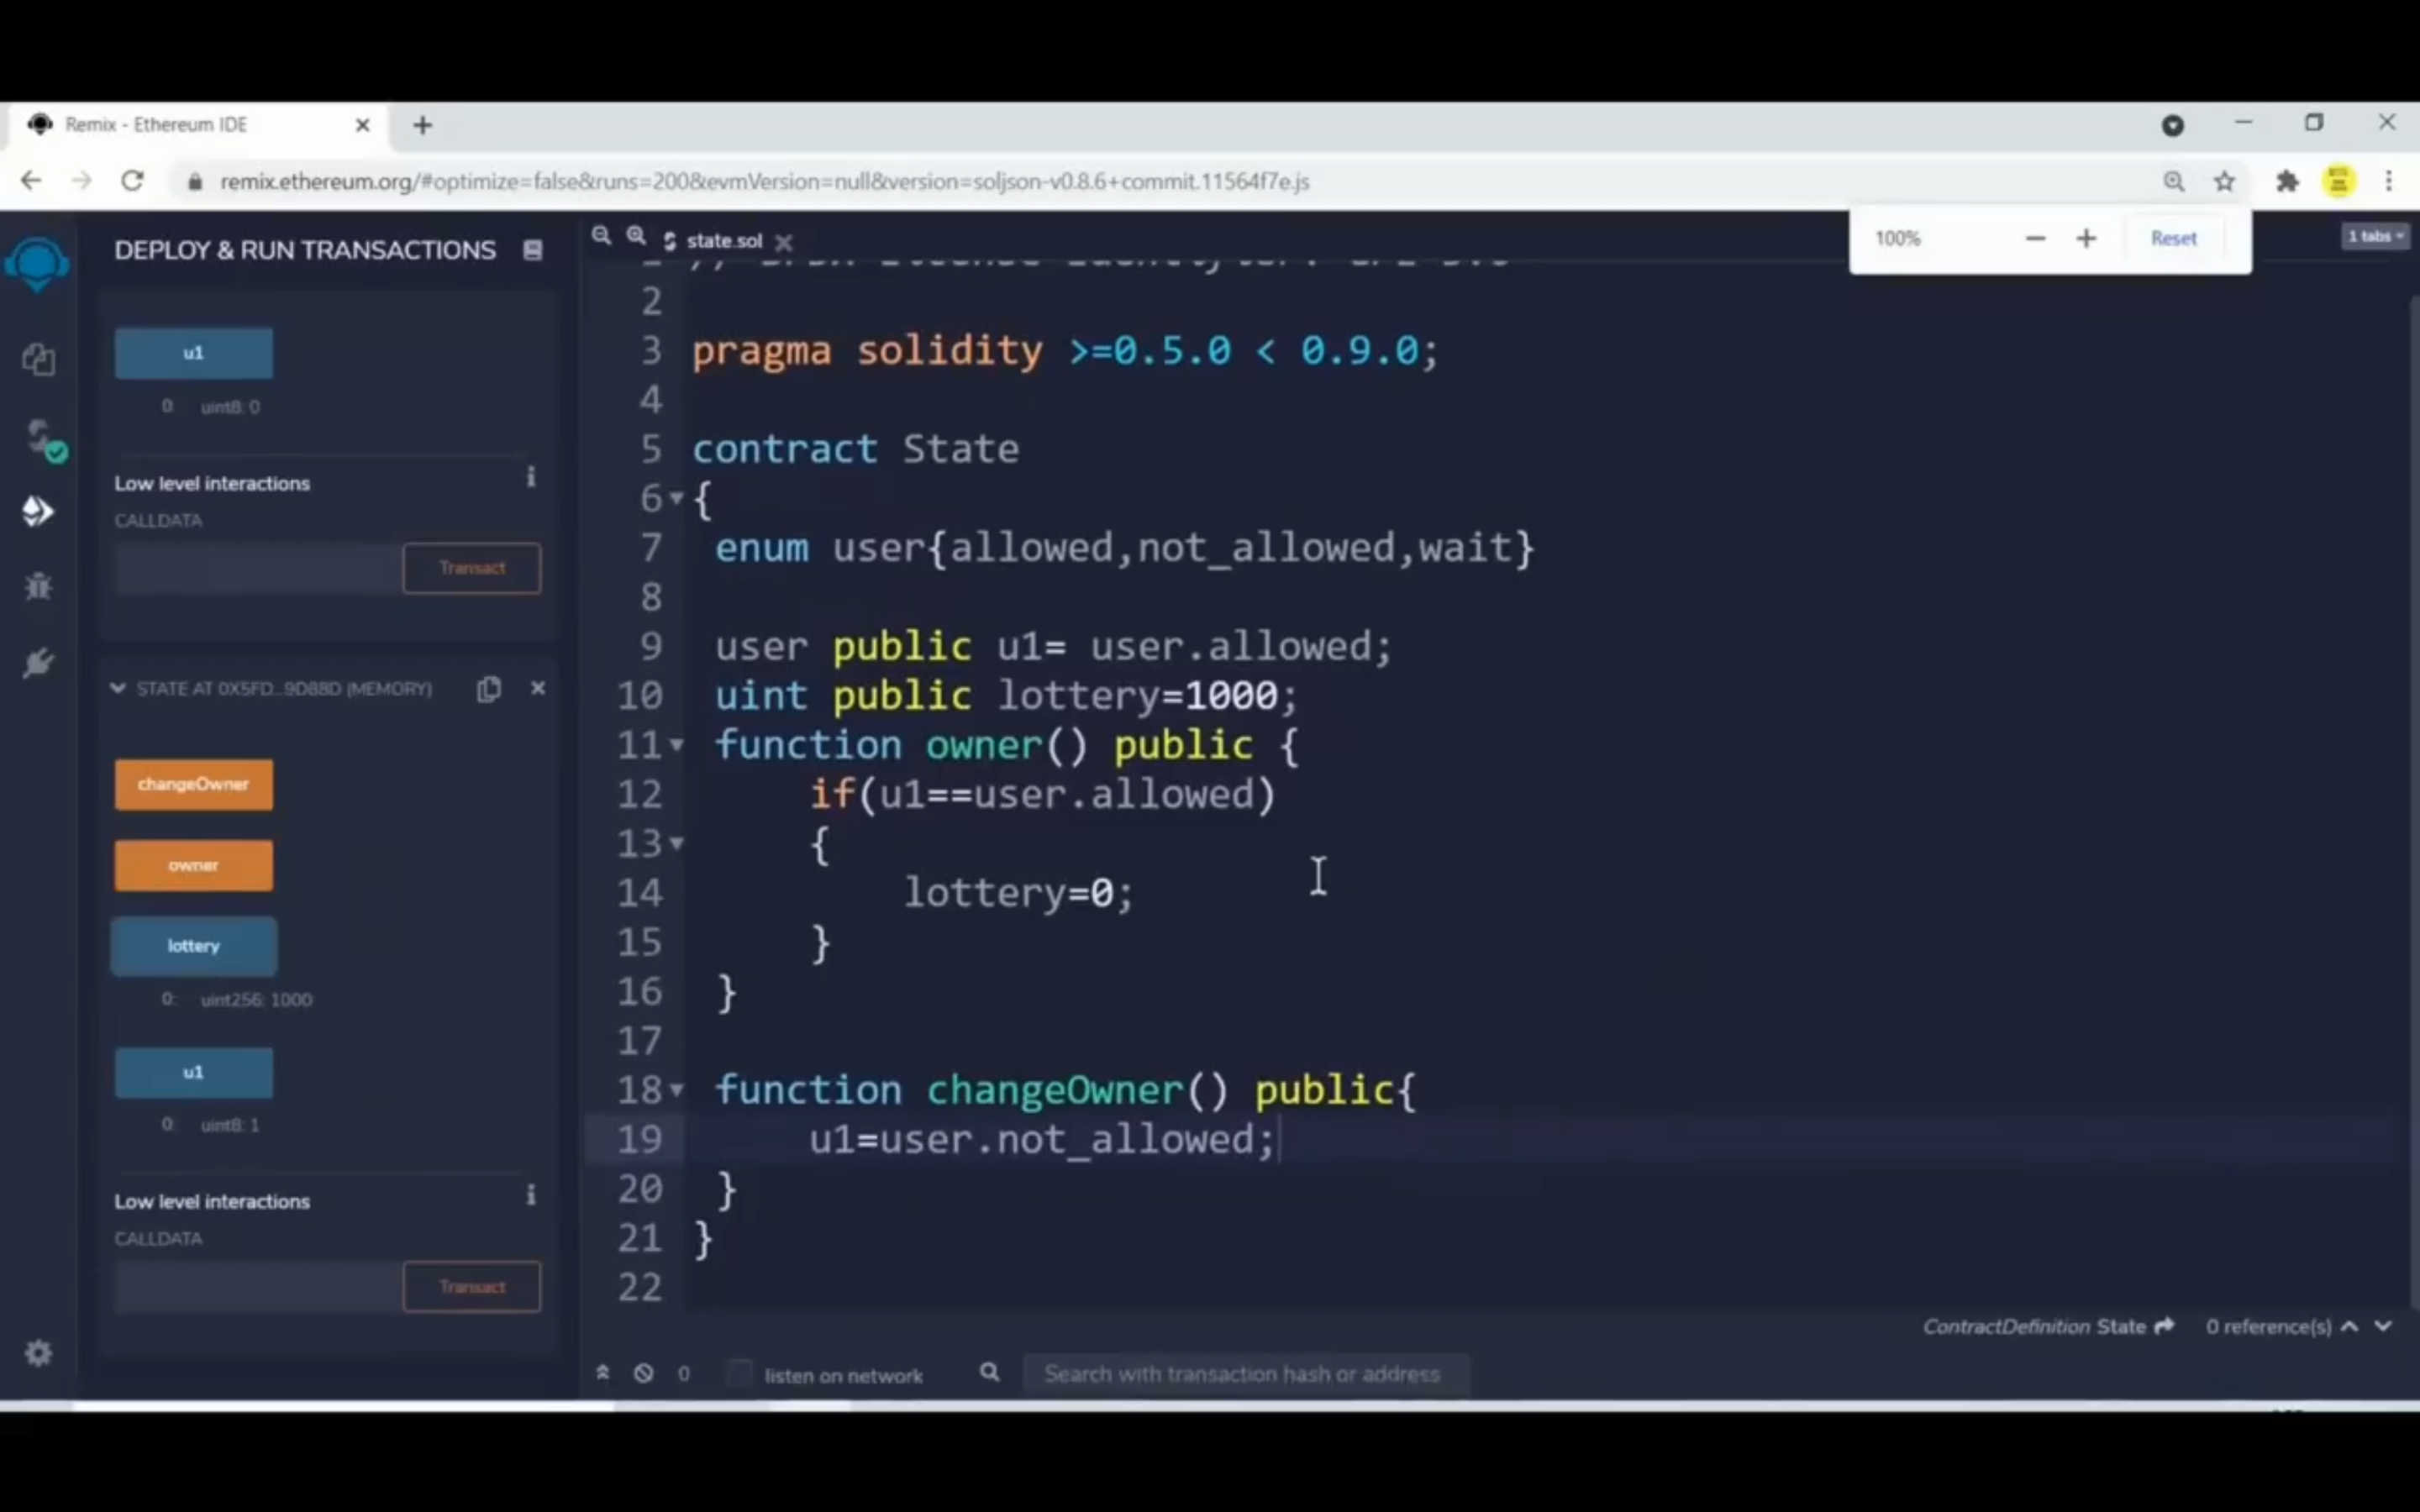 Remix - Ethereum IDE
remix.ethereum.org/#optimize=false&runs=200&evmVersion=null&version=soljson-v0.8.6+commit.11564f7e.js
100%
Reset
DEPLOY & RUN TRANSACTIONS
state.sol
1 tabs
u1
0: uint8: 0
Low level interactions
CALLDATA
Transact
STATE AT 0X5FD...9D88D (MEMORY)
changeOwner
owner
lottery
0: uint256: 1000
u1
0: uint8: 1
Low level interactions
CALLDATA
Transact
2
3 pragma solidity >=0.5.0 < 0.9.0;
4
5 contract State
6 {
7 enum user{allowed,not_allowed,wait}
8
9 user public u1= user.allowed;
10 uint public lottery=1000;
11 function owner() public {
12 if(u1==user.allowed)
13 {
14 lottery=0;
15 }
16 }
17
18 function changeOwner() public{
19 u1=user.not_allowed;
20 }
21 }
22
ContractDefinition State 0 reference(s)
0 listen on network Search with transaction hash or address